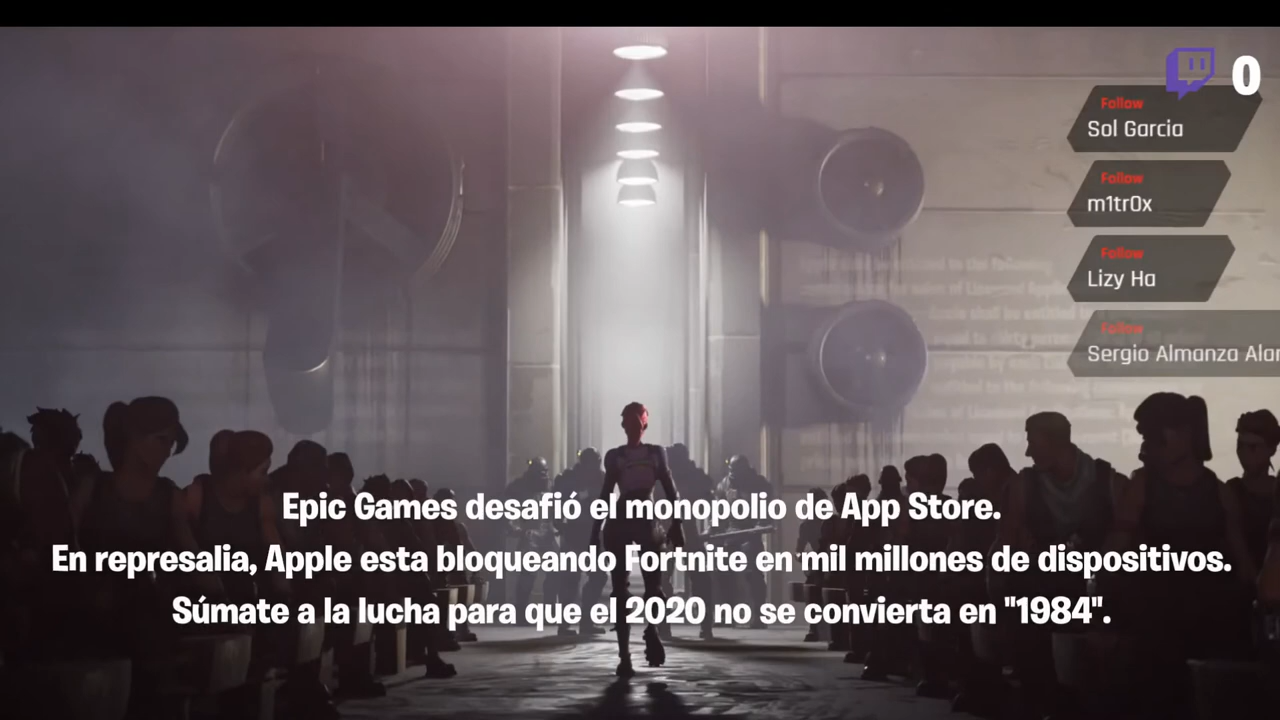 0
Follow
Sol Garcia
Follow
m1tr0x
Follow
Lizy Ha
Follow
Sergio Almanza Alar
Epic Games desafió el monopolio de App Store.
En represalia, Apple esta bloqueando Fortnite en mil millones de dispositivos.
Súmate a la lucha para que el 2020 no se convierta en "1984".